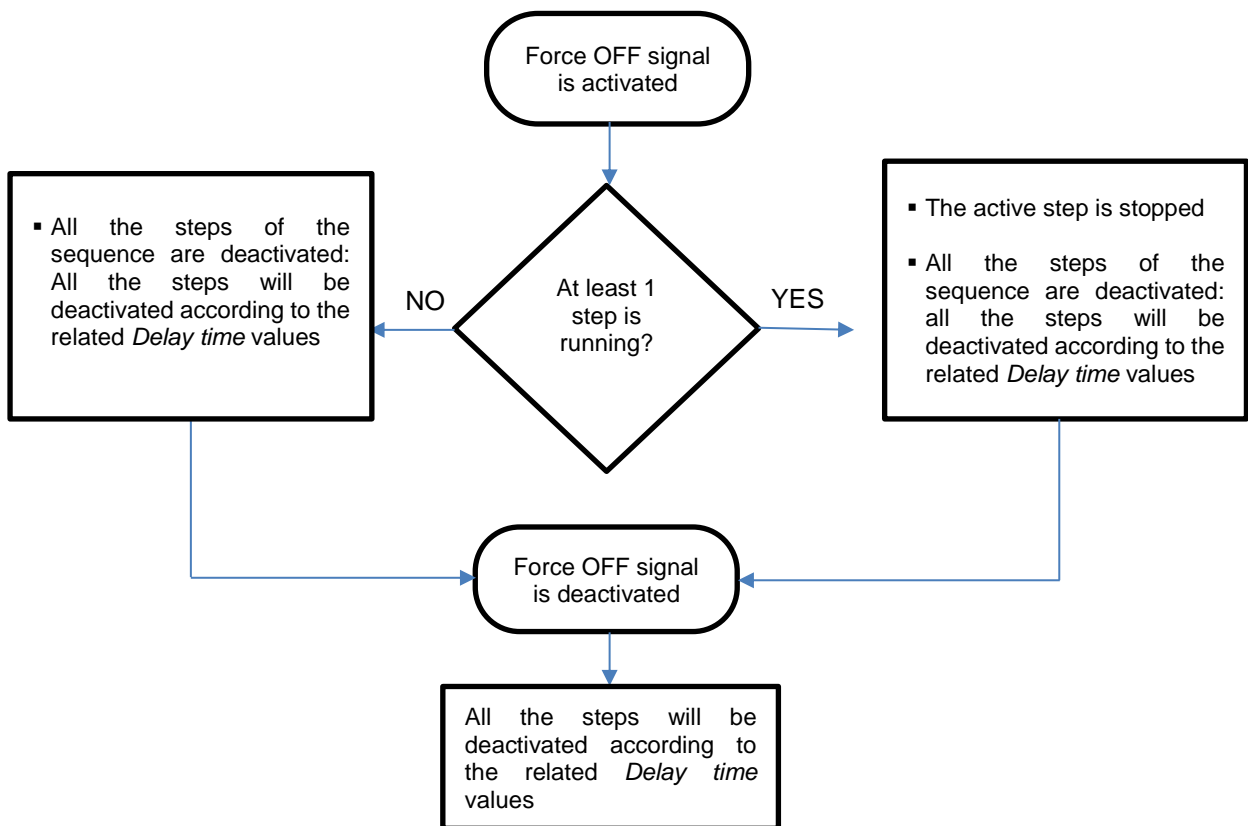 Force OFF signal
is activated
▪ All the steps of the
sequence are deactivated:
All the steps will be
deactivated according to the
related Delay time values
NO
At least 1
step is
running?
YES
▪ The active step is stopped
▪ All the steps of the
sequence are deactivated:
all the steps will be
deactivated according to the
related Delay time values
Force OFF signal
is deactivated
All the steps will be
deactivated according to
the related Delay time
values